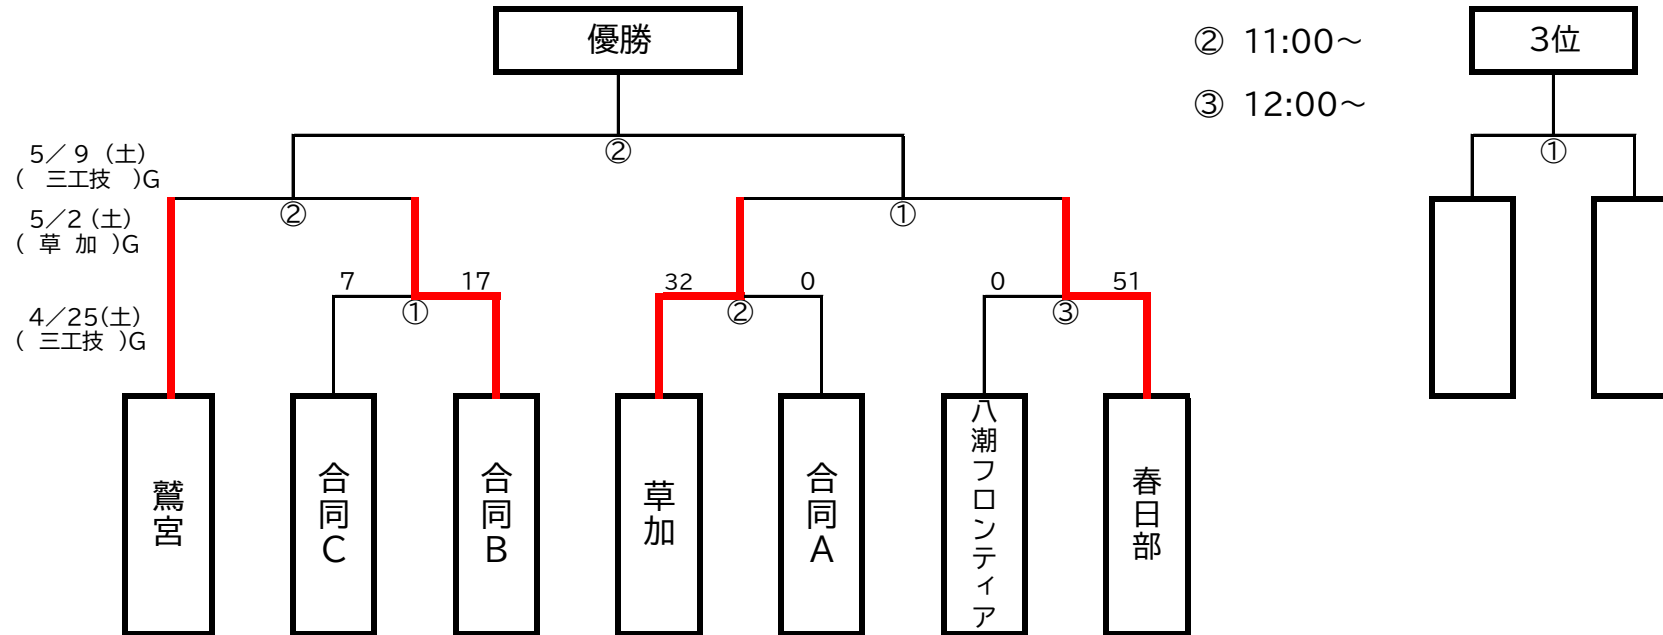 優勝
② 11:00～
3位
③ 12:00～
②
①
5／ 9 (土)
( 三工技 )G
②
①
5／2 (土)
( 草 加 )G
7
17
32
0
0
51
①
②
③
4／25(土)
( 三工技 )G
鷲宮
合同C
合同B
草加
合同A
八潮フロンティア
春日部